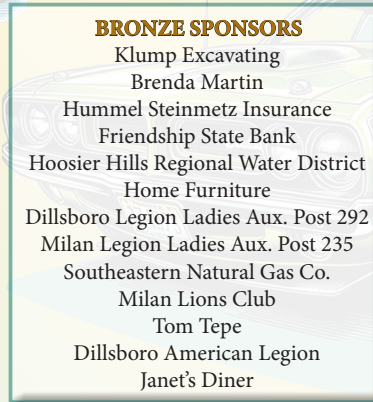 BRONZE SPONSORS
Klump Excavating
Brenda Martin
Hummel Steinmetz Insurance
Friendship State Bank
Hoosier Hills Regional Water District
Home Furniture
Dillsboro Legion Ladies Aux. Post 292
Milan Legion Ladies Aux. Post 235
Southeastern Natural Gas Co.
Milan Lions Club
Tom Tepe
Dillsboro American Legion
Janet's Diner